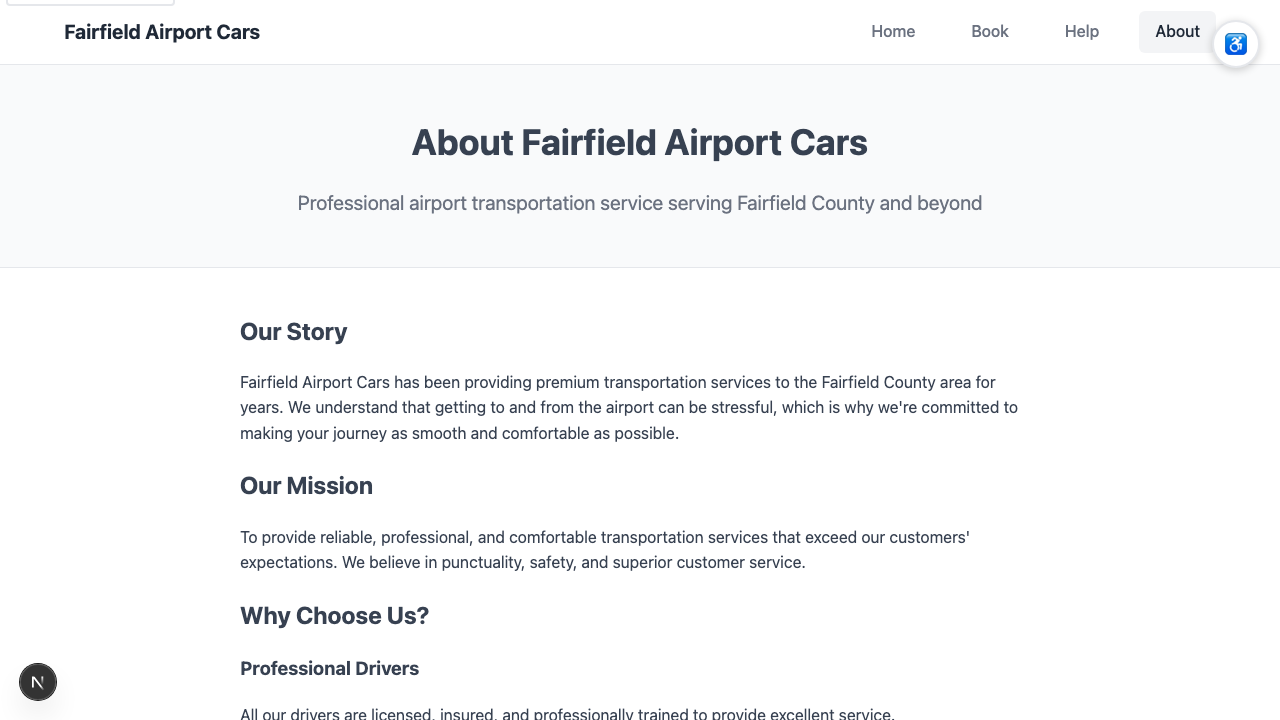 Fairfield Airport Cars
Home
Book
Help
About
About Fairfield Airport Cars
Professional airport transportation service serving Fairfield County and beyond
Our Story
Fairfield Airport Cars has been providing premium transportation services to the Fairfield County area for
years. We understand that getting to and from the airport can be stressful, which is why we're committed to
making your journey as smooth and comfortable as possible.
Our Mission
To provide reliable, professional, and comfortable transportation services that exceed our customers'
expectations. We believe in punctuality, safety, and superior customer service.
Why Choose Us?
Professional Drivers
All our drivers are licensed, insured, and professionally trained to provide excellent service.
N